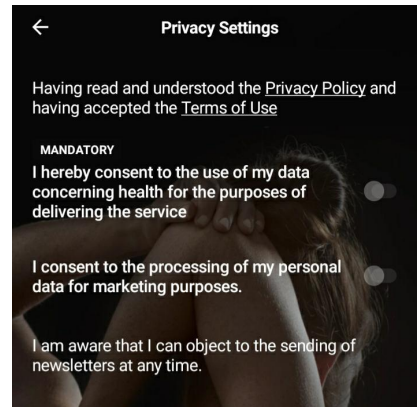 Privacy Settings
Having read and understood the Privacy Policy and
having accepted the Terms of Use
MANDATORY
I hereby consent to the use of my data
concerning health for the purposes of
delivering the service
I consent to the processing of my personal
data for marketing purposes.
I am aware that I can object to the sending of
newsletters at any time.